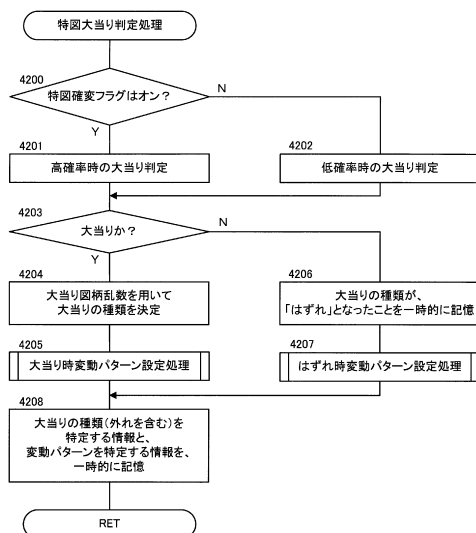 特図大当り判定処理
4200
特図確変フラグはオン？
N
Y
4201
高確率時の大当り判定
4202
低確率時の大当り判定
4203
大当りか？
N
Y
4204
大当り図柄乱数を用いて
大当りの種類を決定
4206
大当りの種類が、
「はずれ」となったことを一時的に記憶
4205
大当り時変動パターン設定処理
4207
はずれ時変動パターン設定処理
4208
大当りの種類（外れを含む）を
特定する情報と、
変動パターンを特定する情報を、
一時的に記憶
RET